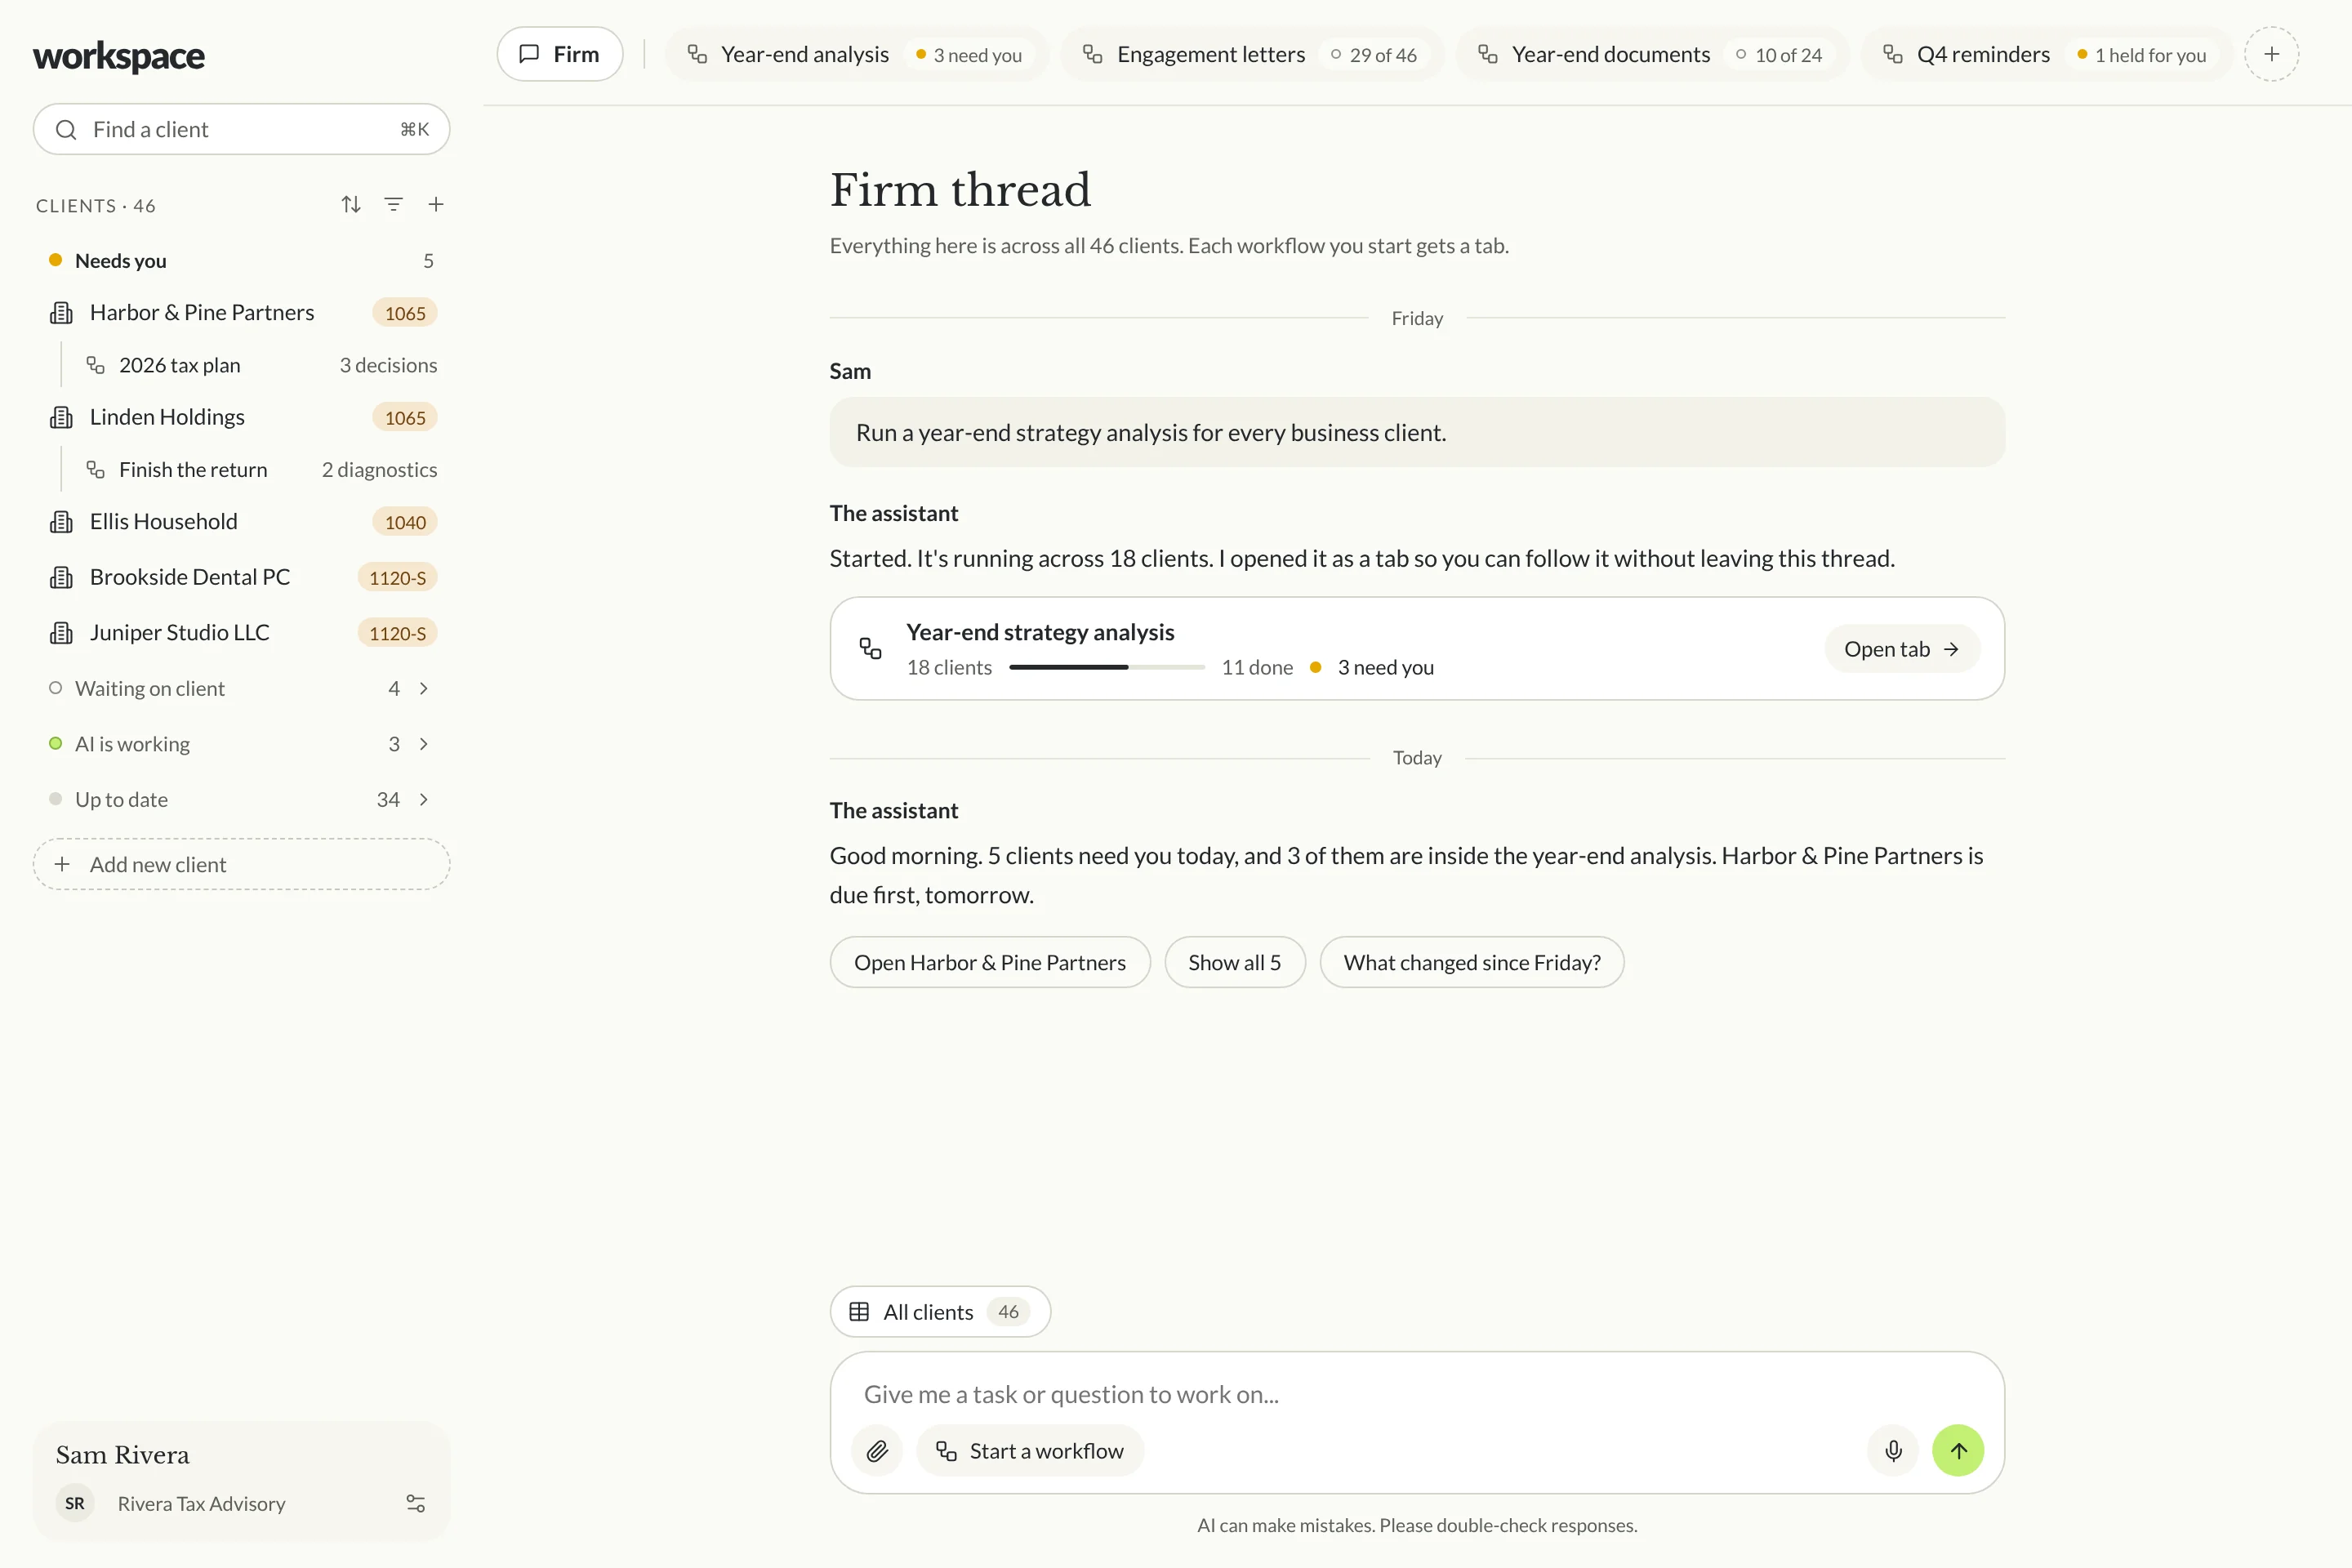 workspace
Find a client ⌘K
CLIENTS · 46
Needs you 5
Harbor & Pine Partners 1065
2026 tax plan 3 decisions
Linden Holdings 1065
Finish the return 2 diagnostics
Ellis Household 1040
Brookside Dental PC 1120-S
Juniper Studio LLC 1120-S
Waiting on client 4
AI is working 3
Up to date 34
Add new client
Sam Rivera
SR Rivera Tax Advisory
Firm
Year-end analysis 3 need you
Engagement letters 29 of 46
Year-end documents 10 of 24
Q4 reminders 1 held for you
Firm thread
Everything here is across all 46 clients. Each workflow you start gets a tab.
Friday
Sam
Run a year-end strategy analysis for every business client.
The assistant
Started. It's running across 18 clients. I opened it as a tab so you can follow it without leaving this thread.
Year-end strategy analysis
18 clients 11 done 3 need you
Open tab
Today
The assistant
Good morning. 5 clients need you today, and 3 of them are inside the year-end analysis. Harbor & Pine Partners is
due first, tomorrow.
Open Harbor & Pine Partners
Show all 5
What changed since Friday?
All clients 46
Give me a task or question to work on...
Start a workflow
AI can make mistakes. Please double-check responses.